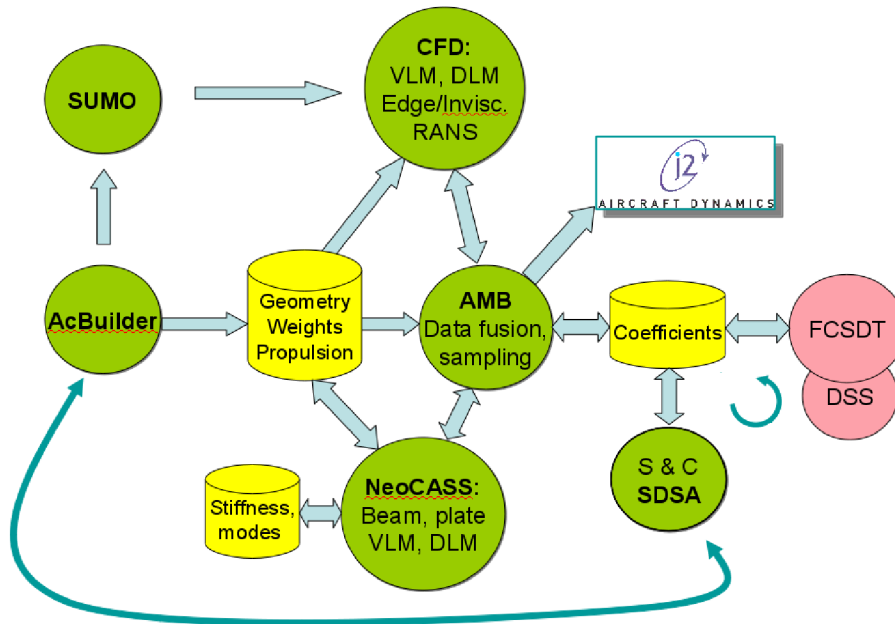 CFD:
VLM, DLM
Edge/Invisc.
RANS
SUMO
j2
AIRCRAFT DYNAMICS
AcBuilder
Geometry
Weights
Propulsion
AMB
Data fusion,
sampling
Coefficients
FCSDT
DSS
S & C
SDSA
NeoCASS:
Beam, plate
VLM, DLM
Stiffness,
modes